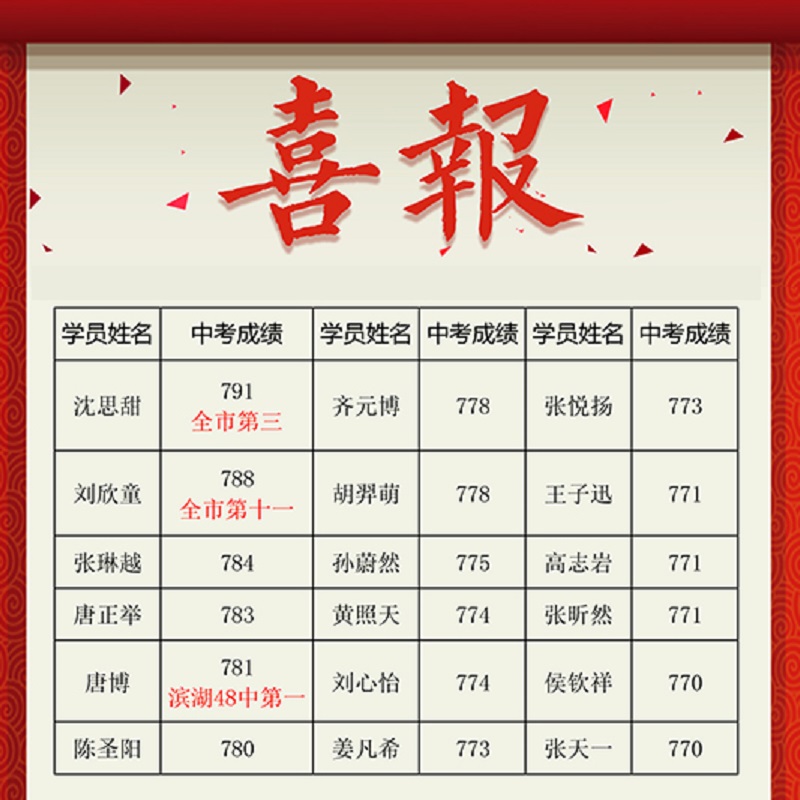 喜報
学员姓名 中考成绩 学员姓名 中考成绩 学员姓名 中考成绩
沈思甜 791 全市第三 齐元博 778 张悦扬 773
刘欣童 788 全市第十一 胡羿萌 778 王子迅 771
张琳越 784 孙蔚然 775 高志岩 771
唐正举 783 黄照天 774 张昕然 771
唐博 781 滨湖48中第一 刘心怡 774 侯钦祥 770
陈圣阳 780 姜凡希 773 张天一 770